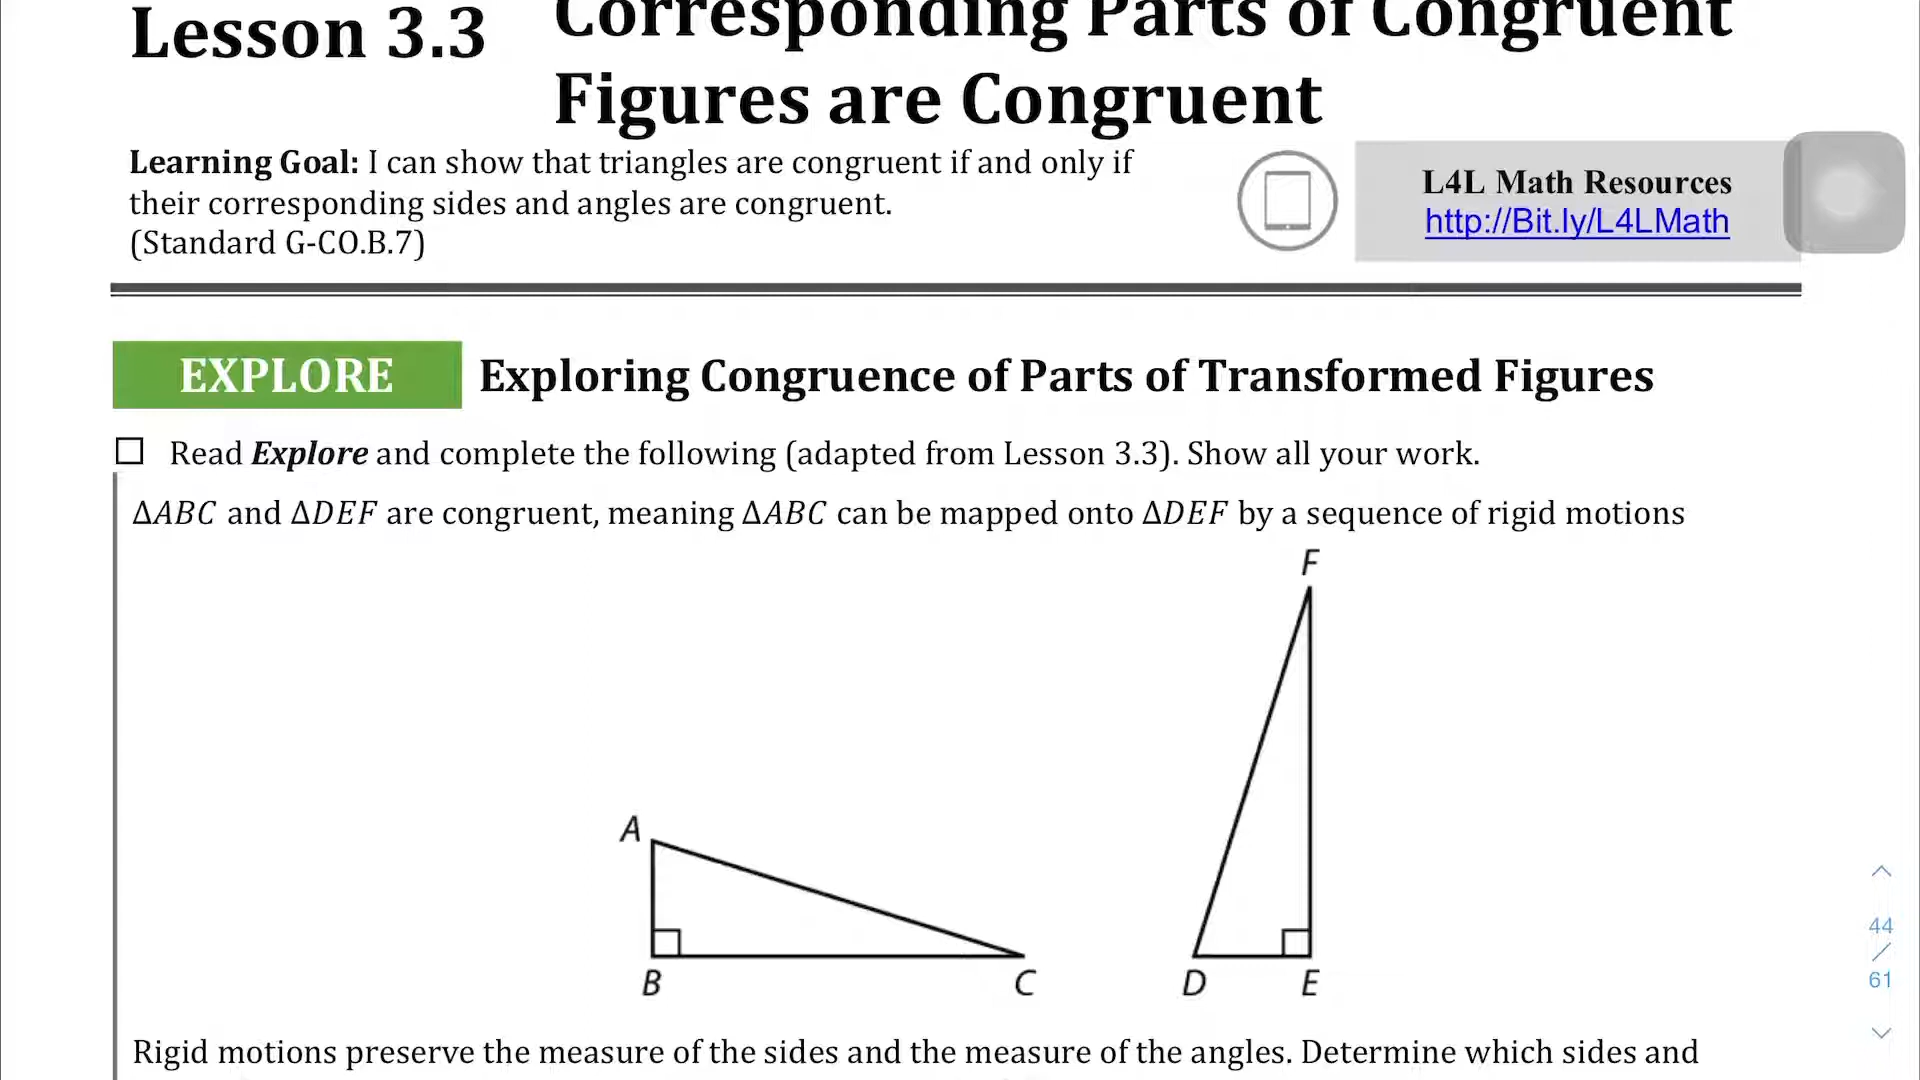 Lesson 3.3
Corresponding Parts of Congruent
Figures are Congruent
Learning Goal: I can show that triangles are congruent if and only if
their corresponding sides and angles are congruent.
(Standard G-CO.B.7)
L4L Math Resources
http://Bit.ly/L4LMath
EXPLORE
Exploring Congruence of Parts of Transformed Figures
☐ Read Explore and complete the following (adapted from Lesson 3.3). Show all your work.
∆ABC and ∆DEF are congruent, meaning ∆ABC can be mapped onto ∆DEF by a sequence of rigid motions
F
A
B
C
D
E
44
/
61
Rigid motions preserve the measure of the sides and the measure of the angles. Determine which sides and